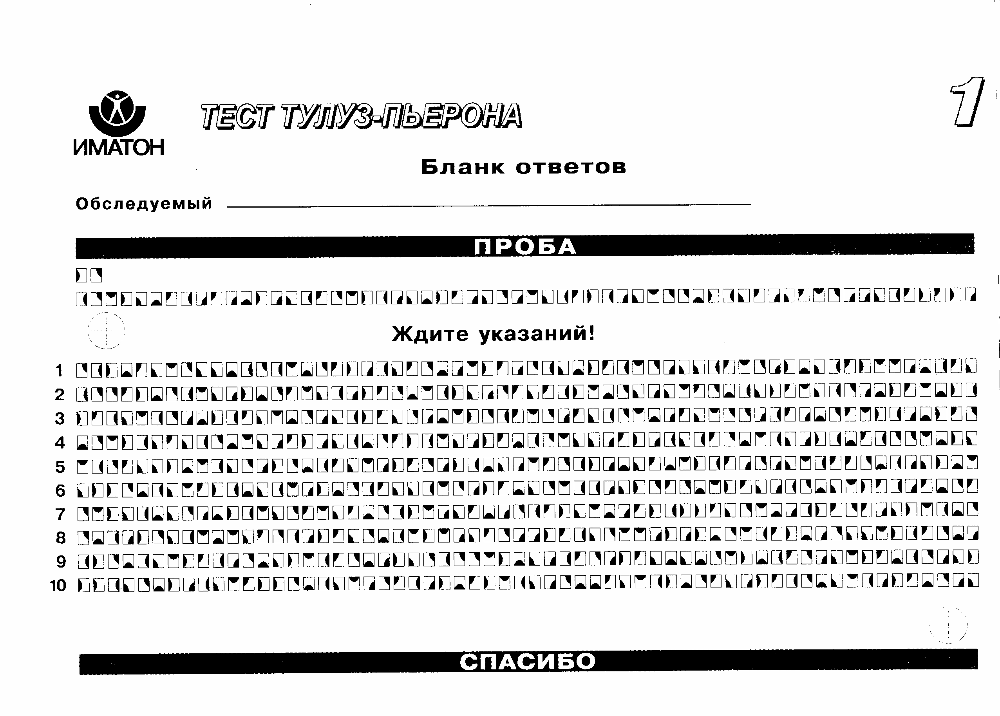 1
ТЕСТ ТУЛУЗ-ПЬЕРОНА
ИМАТОН
Бланк ответов
Обследуемый
ПРОБА
Ждите указаний!
1
2
3
4
5
6
7
8
9
10
СПАСИБО